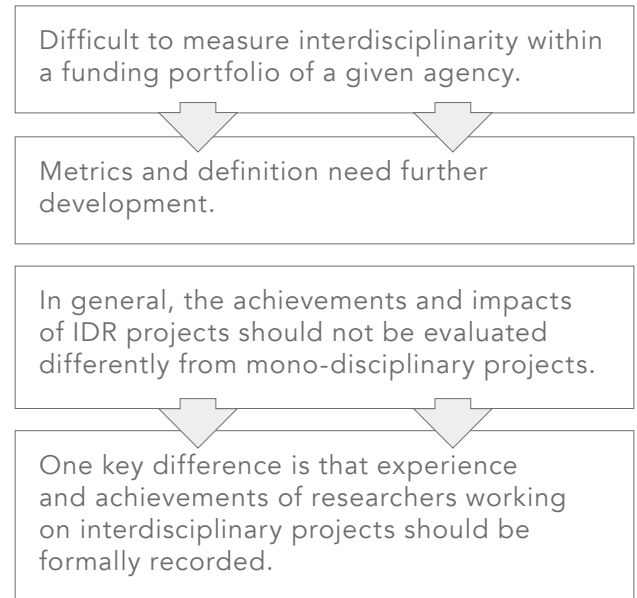 Difficult to measure interdisciplinarity within
a funding portfolio of a given agency.
Metrics and definition need further
development.
In general, the achievements and impacts
of IDR projects should not be evaluated
differently from mono-disciplinary projects.
One key difference is that experience
and achievements of researchers working
on interdisciplinary projects should be
formally recorded.